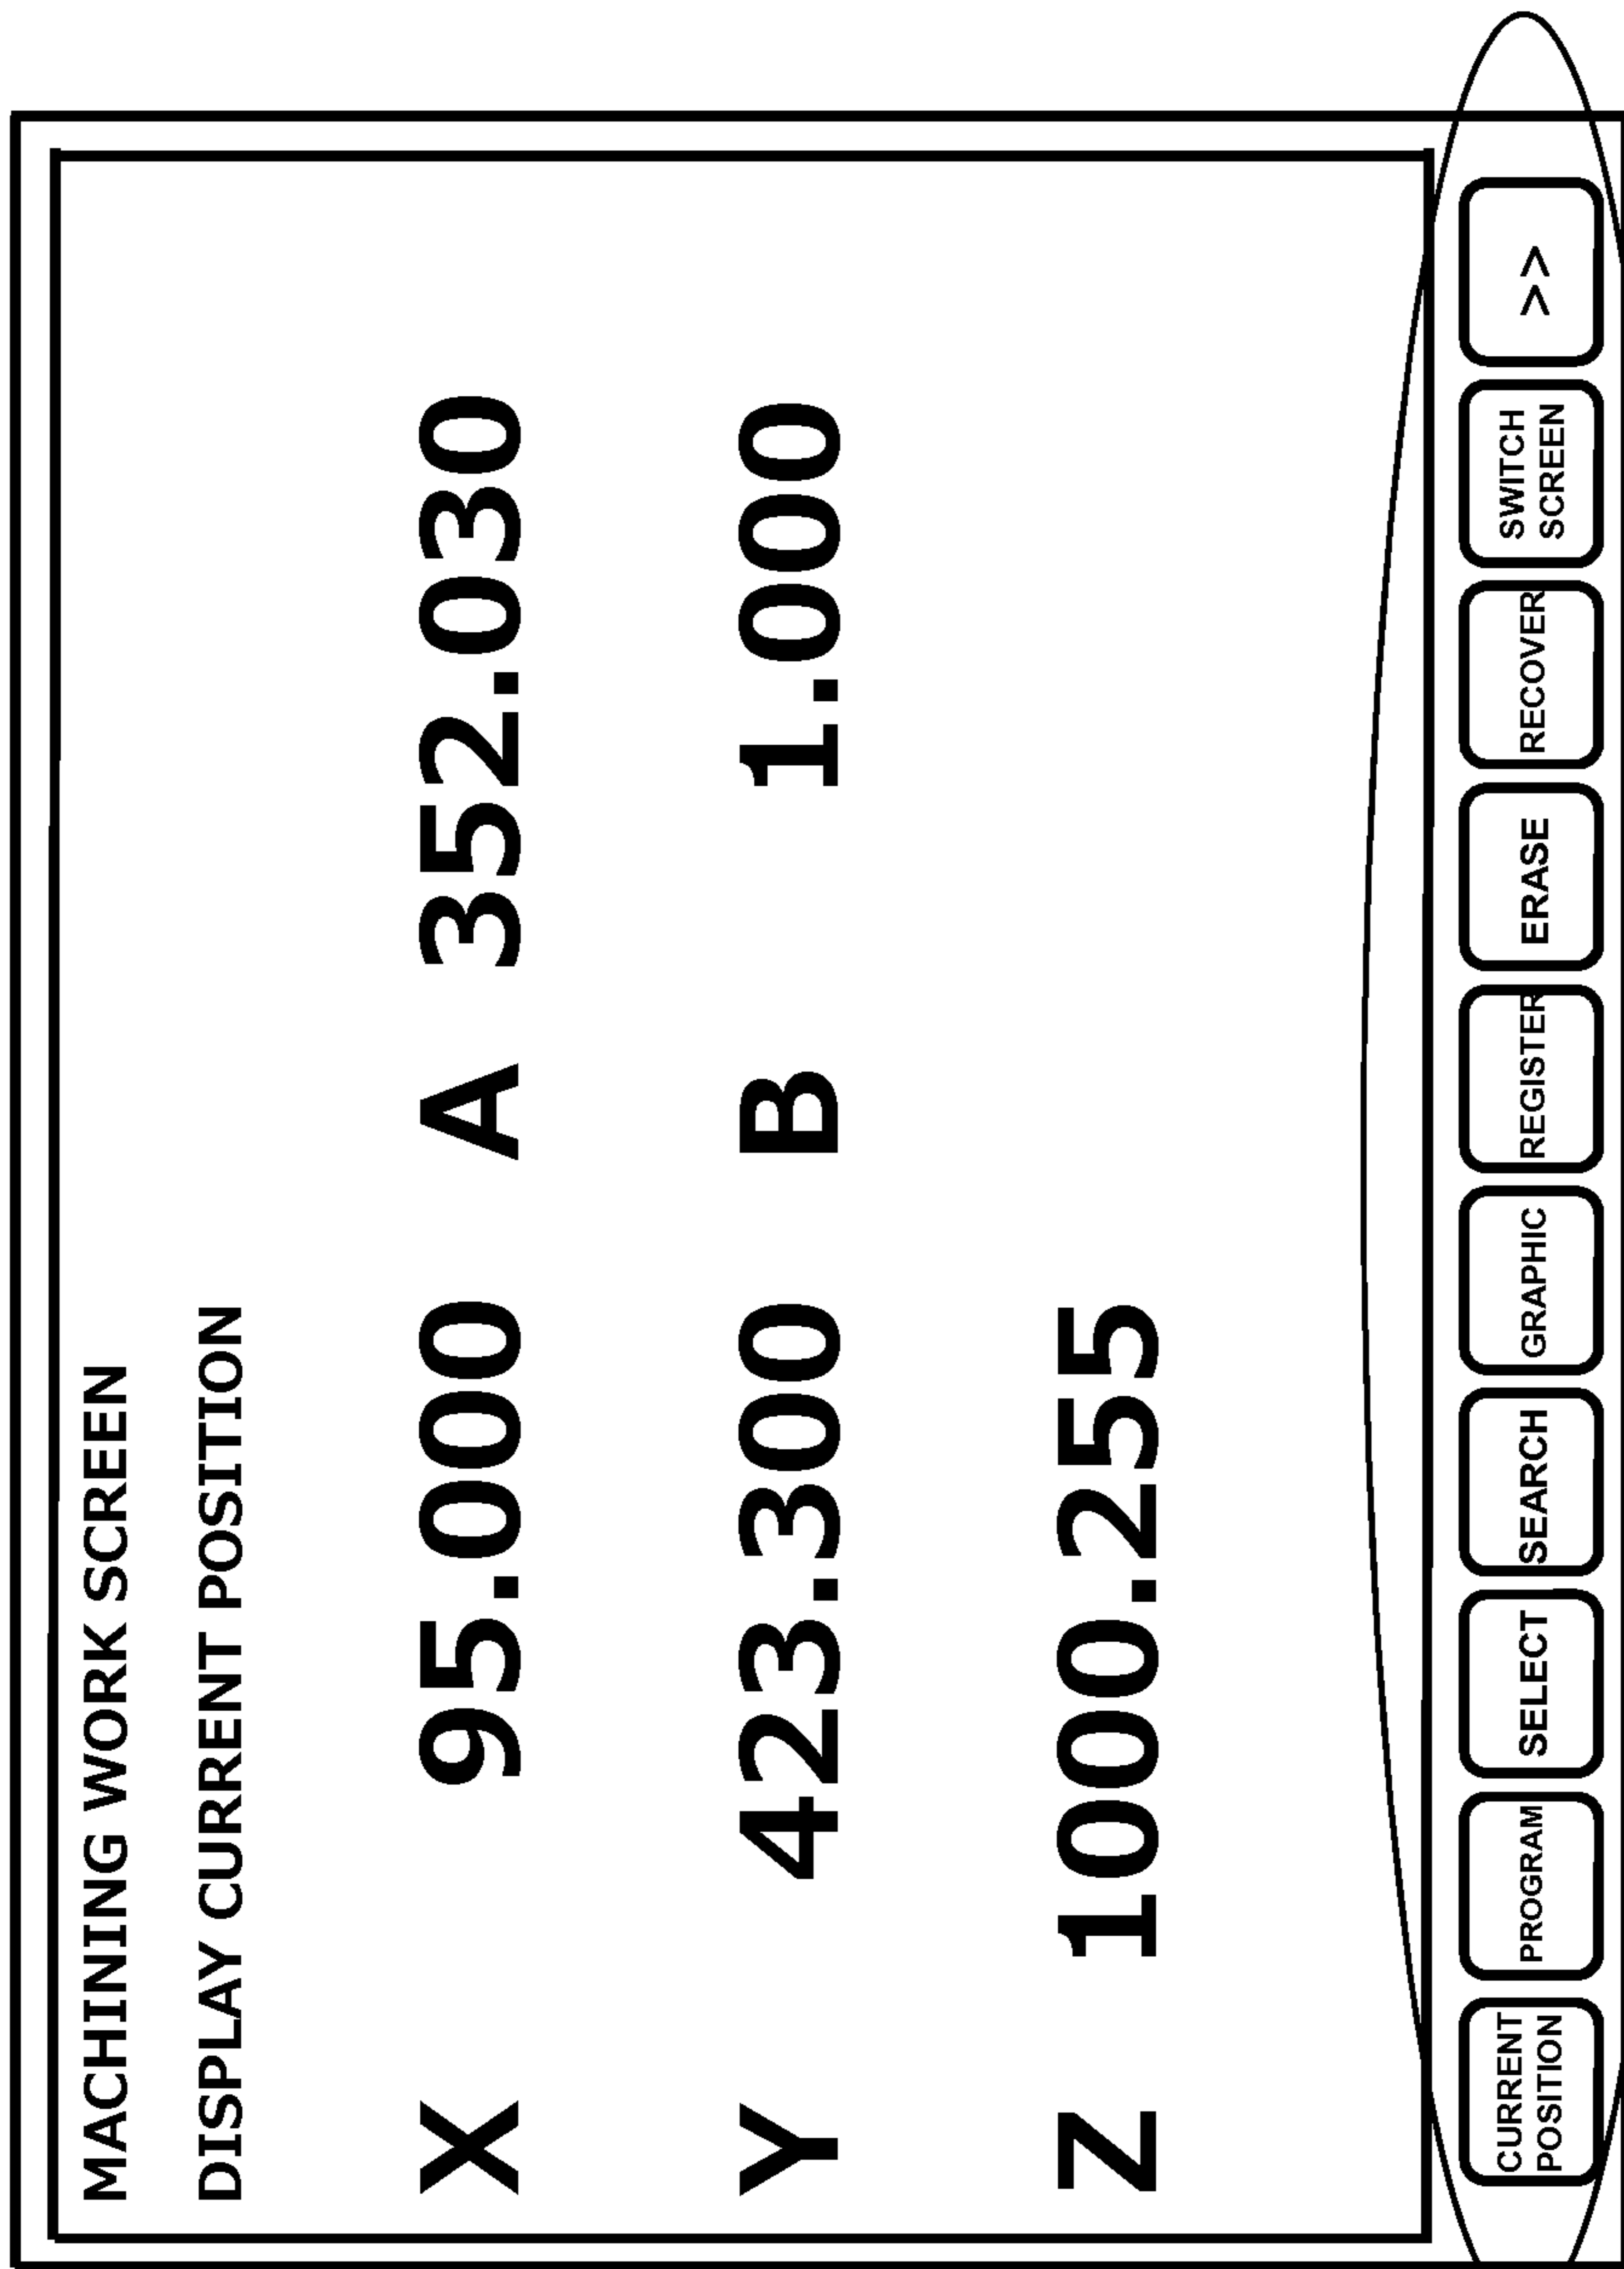 MACHINING WORK SCREEN
DISPLAY CURRENT POSITION
X 95.000 A 352.030
Y 423.300 B 1.000
Z 1000.255
CURRENT POSITION
PROGRAM
SELECT
SEARCH
GRAPHIC
REGISTER
ERASE
RECOVER
SWITCH SCREEN
>>